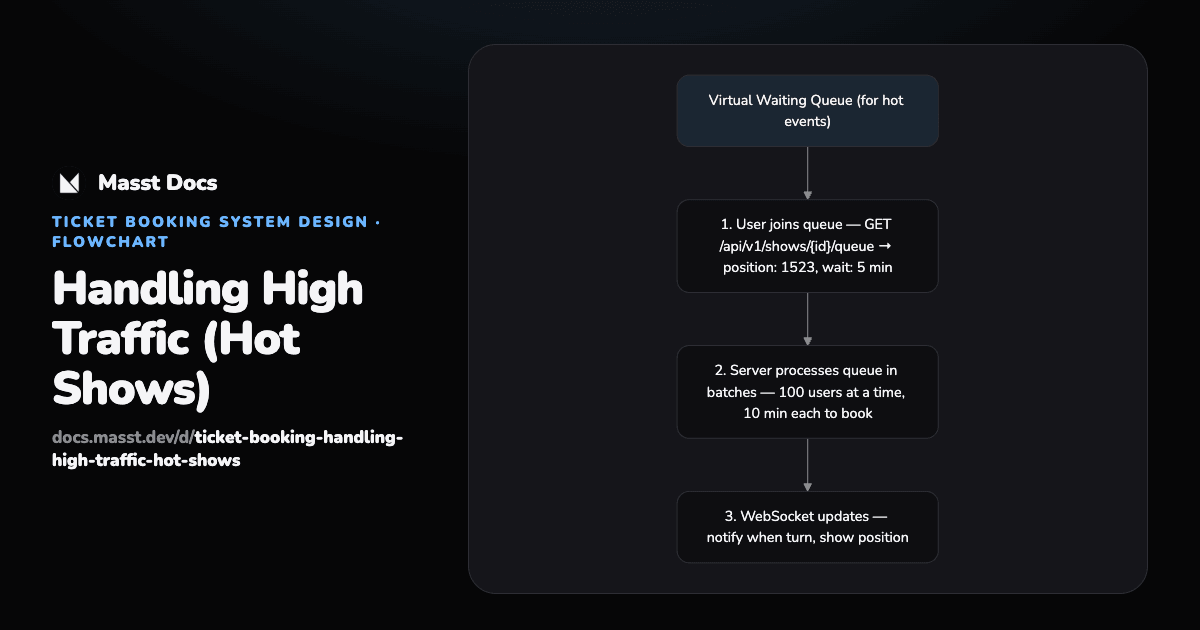 Masst Docs
TICKET BOOKING SYSTEM DESIGN ·
FLOWCHART
Handling High
Traffic (Hot
Shows)
docs.masst.dev/d/ticket-booking-handling-
high-traffic-hot-shows
Virtual Waiting Queue (for hot
events)
1. User joins queue — GET
/api/v1/shows/{id}/queue →
position: 1523, wait: 5 min
2. Server processes queue in
batches — 100 users at a time,
10 min each to book
3. WebSocket updates —
notify when turn, show position